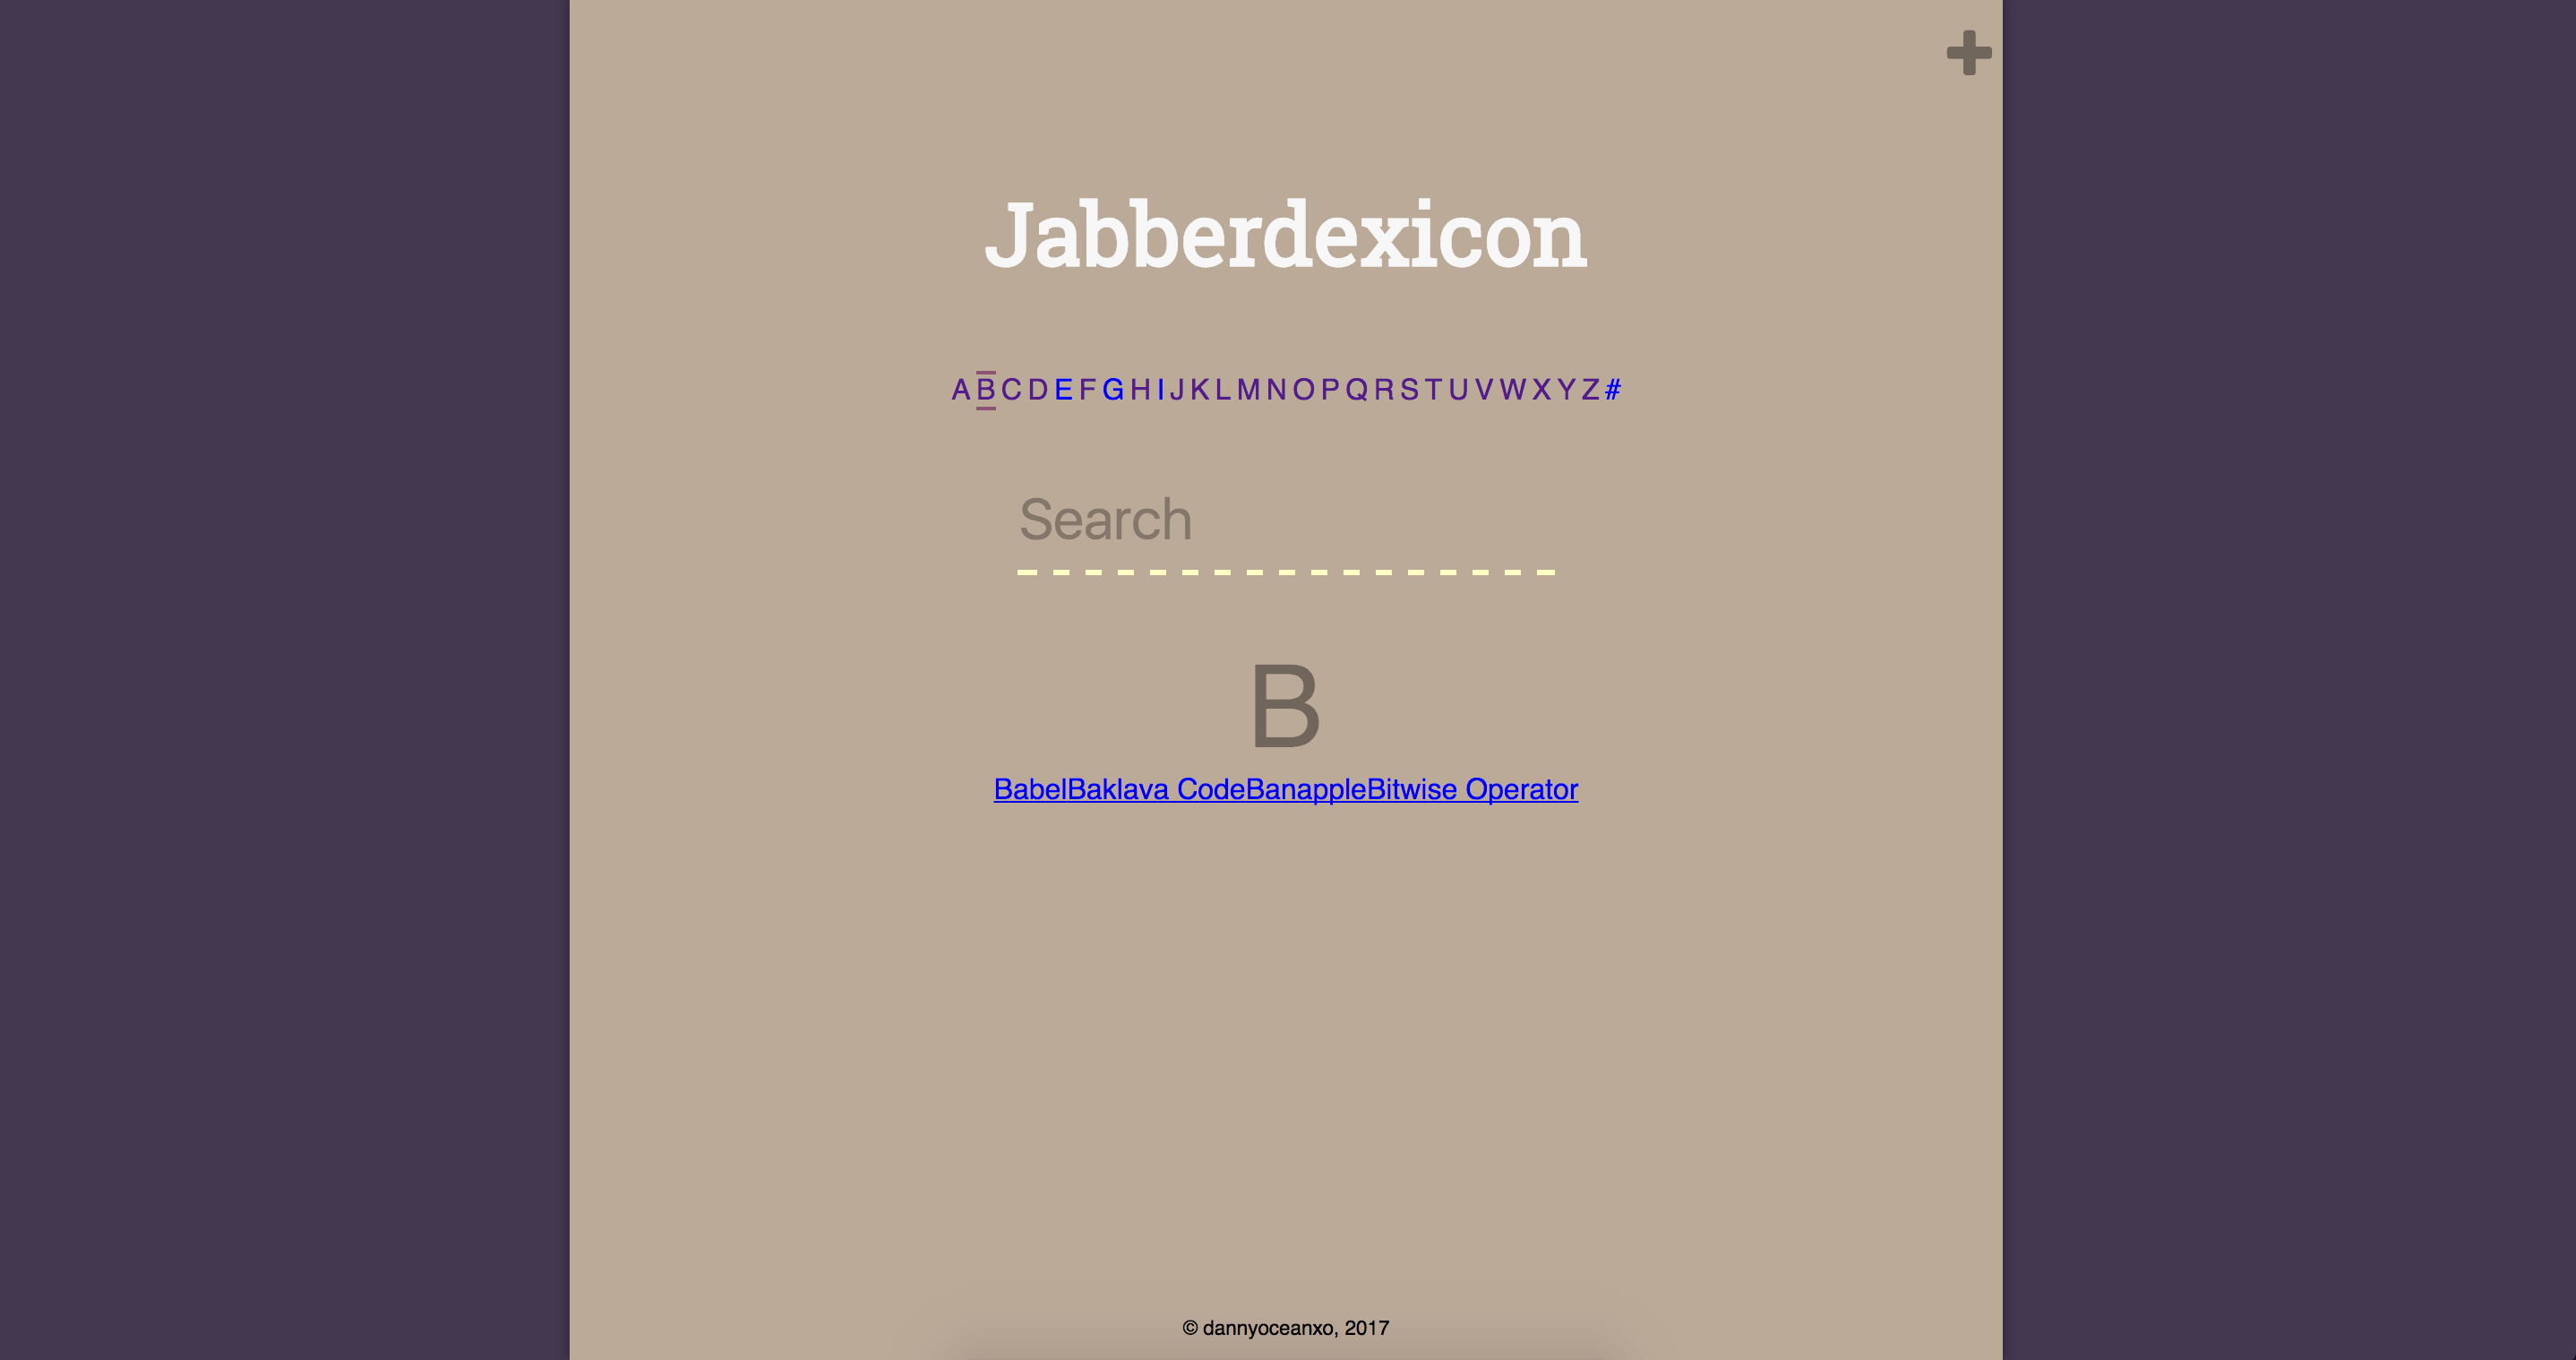 Jabberdexicon
A B C D E F G H I J K L M N O P Q R S T U V W X Y Z #
Search
B
BabelBaklava CodeBanappleBitwise Operator
© dannyoceanxo, 2017